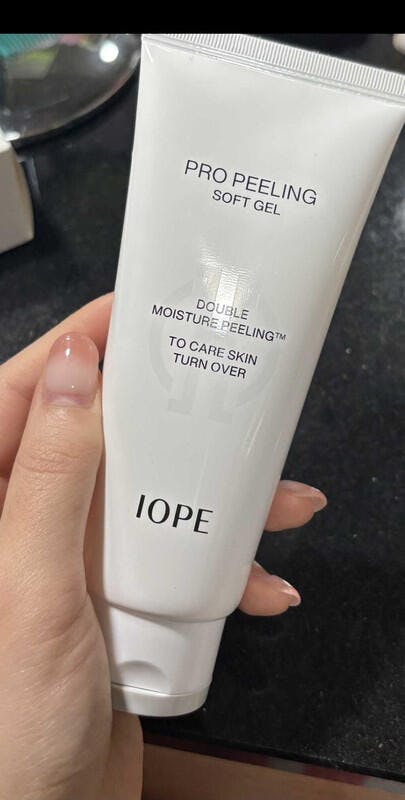 PRO PEELING
SOFT GEL
DOUBLE
MOISTURE PEELING™
TO CARE SKIN
TURN OVER
IOPE